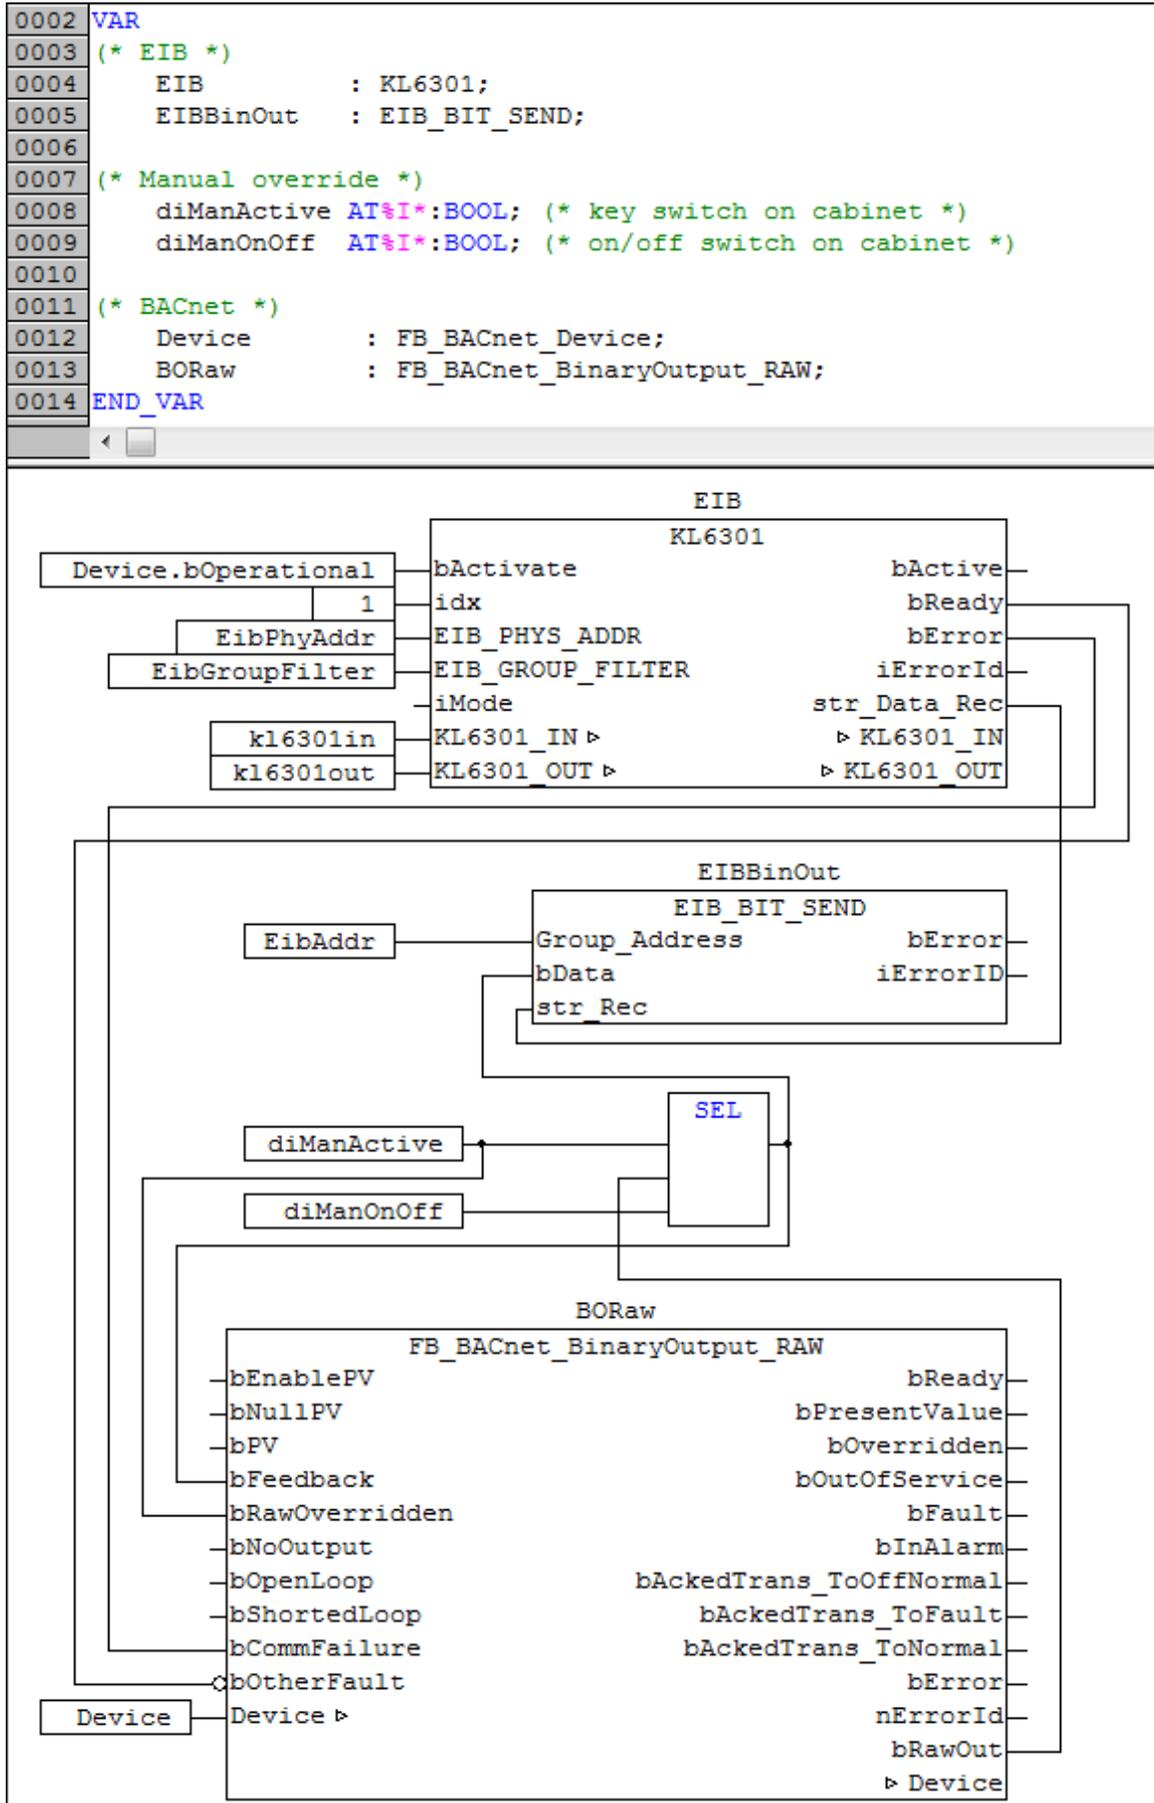 0002 VAR
0003 (* EIB *)
0004 EIB : KL6301;
0005 EIBBinOut : EIB_BIT_SEND;
0006
0007 (* Manual override *)
0008 diManActive AT%I*:BOOL; (* key switch on cabinet *)
0009 diManOnOff AT%I*:BOOL; (* on/off switch on cabinet *)
0010
0011 (* BACnet *)
0012 Device : FB_BACnet_Device;
0013 BORaw : FB_BACnet_BinaryOutput_RAW;
0014 END_VAR
EIB
KL6301
Device.bOperational bActivate bActive
1 idx bReady
EibPhyAddr EIB_PHYS_ADDR bError
EibGroupFilter EIB_GROUP_FILTER iErrorId
iMode str_Data_Rec
kl6301in KL6301_IN ▷ ▷ KL6301_IN
kl6301out KL6301_OUT ▷ ▷ KL6301_OUT
EIBBinOut
EIB_BIT_SEND
EibAddr Group_Address bError
bData iErrorID
str_Rec
SEL
diManActive
diManOnOff
BORaw
FB_BACnet_BinaryOutput_RAW
bEnablePV bReady
bNullPV bPresentValue
bPV bOverridden
bFeedback bOutOfService
bRawOverridden bFault
bNoOutput bInAlarm
bOpenLoop bAckedTrans_ToOffNormal
bShortedLoop bAckedTrans_ToFault
bCommFailure bAckedTrans_ToNormal
bOtherFault bError
Device Device ▷ nErrorId
bRawOut
▷ Device